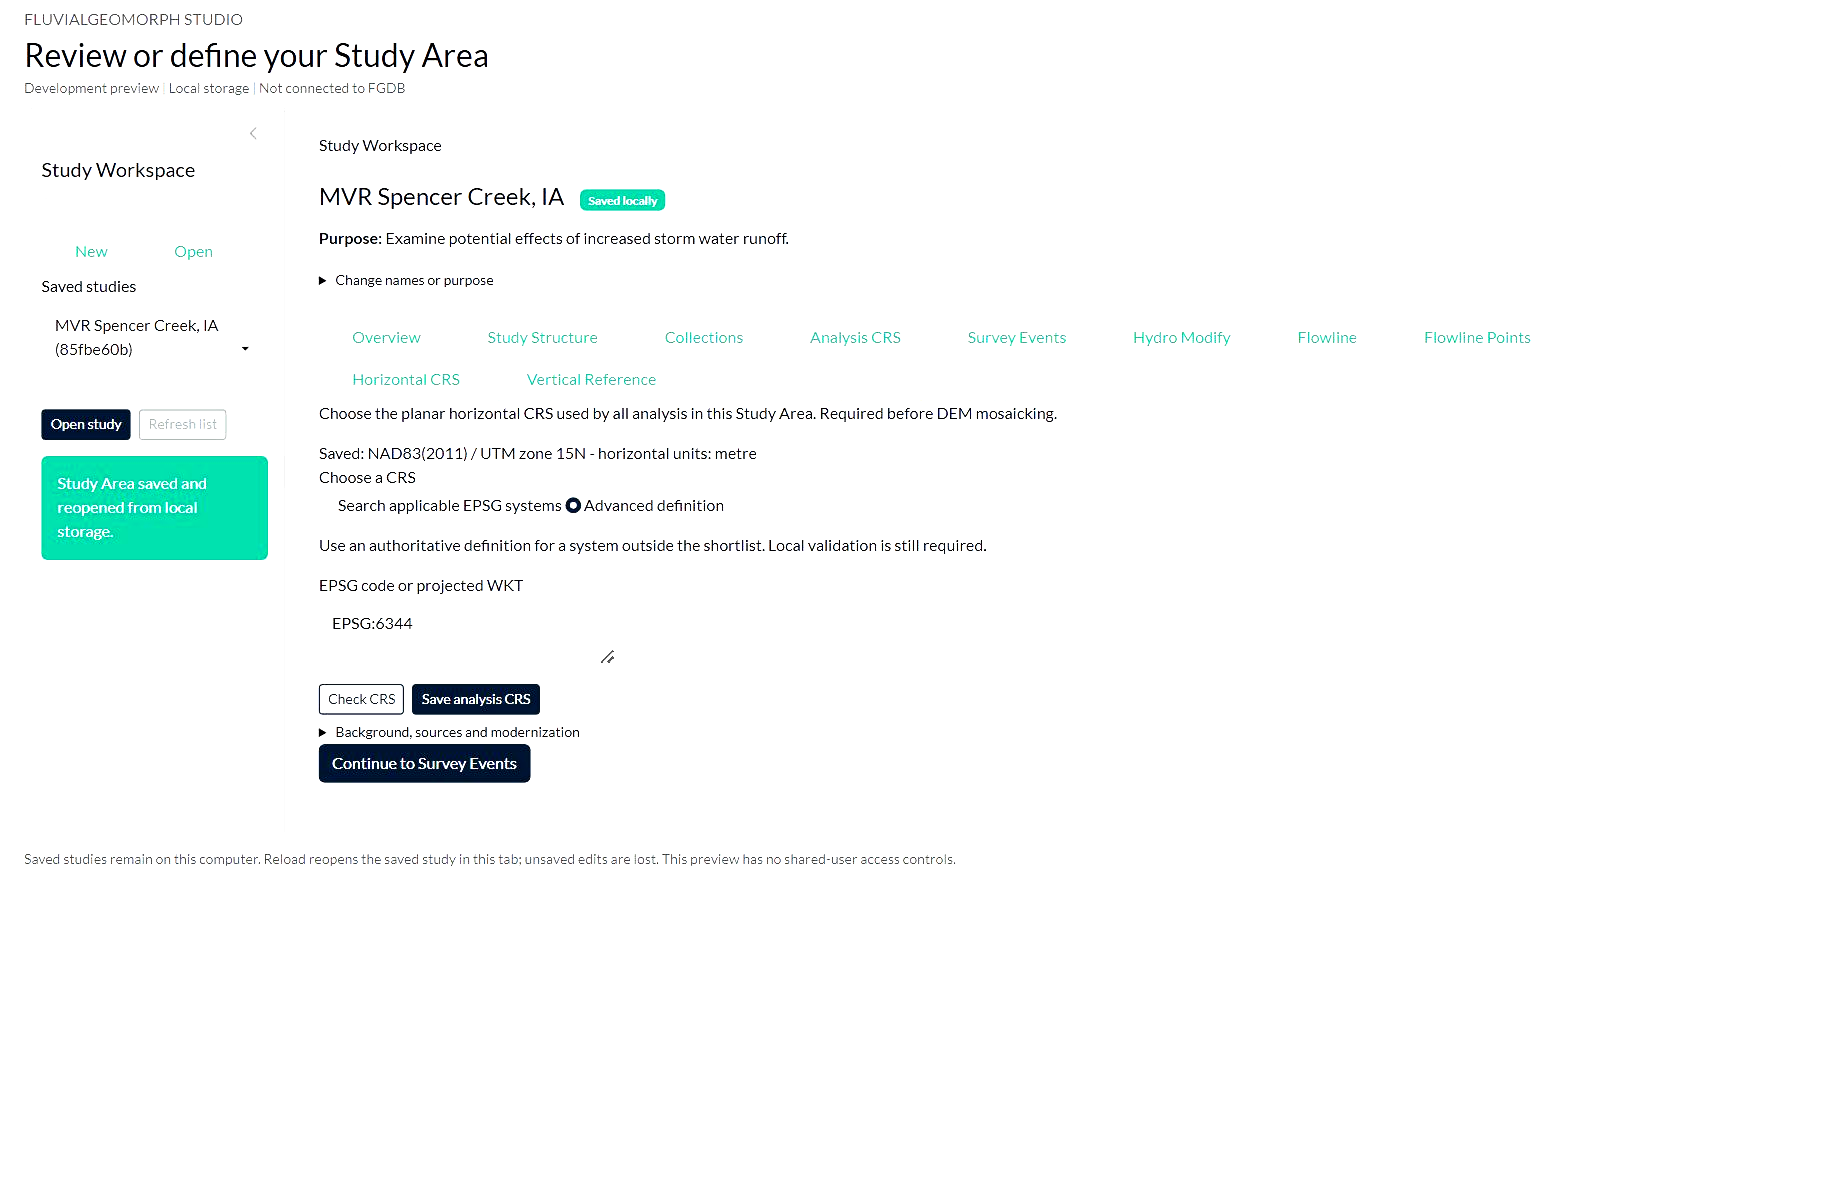 FLUVIALGEOMORPH STUDIO
Review or define your Study Area
Development preview | Local storage | Not connected to FGDB
Study Workspace
New Open
Saved studies
MVR Spencer Creek, IA
(85fbe60b)
Open study Refresh list
Study Area saved and
reopened from local
storage.
Study Workspace
MVR Spencer Creek, IA Saved locally
Purpose: Examine potential effects of increased storm water runoff.
Change names or purpose
Overview Study Structure Collections Analysis CRS Survey Events Hydro Modify Flowline Flowline Points
Horizontal CRS Vertical Reference
Choose the planar horizontal CRS used by all analysis in this Study Area. Required before DEM mosaicking.
Saved: NAD83(2011) / UTM zone 15N - horizontal units: metre
Choose a CRS
Search applicable EPSG systems Advanced definition
Use an authoritative definition for a system outside the shortlist. Local validation is still required.
EPSG code or projected WKT
EPSG:6344
Check CRS Save analysis CRS
Background, sources and modernization
Continue to Survey Events
Saved studies remain on this computer. Reload reopens the saved study in this tab; unsaved edits are lost. This preview has no shared-user access controls.